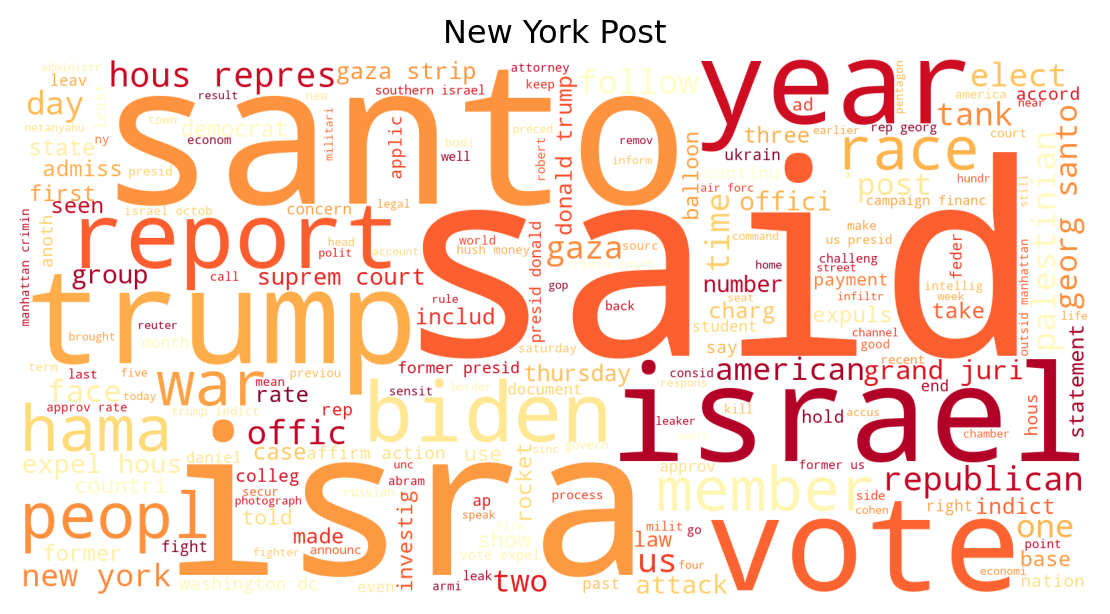 New York Post
administr
leav
hous repres
gaza strip
attorney
keep
southern israel
follow
year
elect
america
near
pentagon
ad
accord
day
netanyahu
result
town
new
santo
least
democrat
econom
militari
applic
well
preced
bodi
robert
donald trump
remov
inform
ukrain
three
earlier
rep georg
court
tank
hundr
ny
state
admiss
presid
first
seen
israel octob
concern
legal
balloon
continu
air forc
race
post
x
campaign financ
still
palestinian
georg santo
offici
time
manhattan crimin
anoth
report
head
polit
account
call
group
suprem court
world
hush money
gaza
sourc
said
command
home
make
us presid
challeng
street
feder
intellig
week
infiltr
payment
number
seat
presid donald
gop
back
rule
includ
trump
reuter
brought
month
charg
student
say
expuls
channel
good
take
outsid manhattan
life
saturday
former presid
thursday
term
five
previou
last
face
today
approv rate
war
mean
rate
trump indict
rep
sensit
border
document
biden
consid
american
grand juri
recent
end
respons
israel
statement
hous
hama
offic
leaker
kill
hold
accus
chamber
expel hous
daniel
case
affirm action
use
sinc
govern
countri
colleg
unc
abram
secur
photograph
russian
isra
ap
speak
process
rocket
approv
former us
republican
member
side
cohen
right
indict
peopl
told
made
investig
show
fire
vote expel
announc
fighter
fight
former
milit
go
law
us
four
vote
one
point
base
economi
nation
new york
washington dc
even
armi
leak
two
past
attack